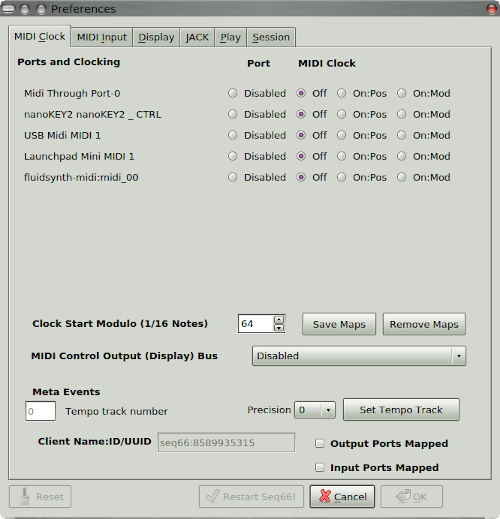 Preferences
MIDI Clock MIDI Input Display JACK Play Session
Ports and Clocking Port MIDI Clock
Midi Through Port-0 Disabled Off On:Pos On:Mod
nanoKEY2 nanoKEY2 _ CTRL Disabled Off On:Pos On:Mod
USB Midi MIDI 1 Disabled Off On:Pos On:Mod
Launchpad Mini MIDI 1 Disabled Off On:Pos On:Mod
fluidsynth-midi:midi_00 Disabled Off On:Pos On:Mod
Clock Start Modulo (1/16 Notes) 64 Save Maps Remove Maps
MIDI Control Output (Display) Bus Disabled
Meta Events
0 Tempo track number Precision 0 Set Tempo Track
Client Name:ID/UUID seq66:8589935315 Output Ports Mapped
Input Ports Mapped
Reset Restart Seq66! Cancel OK